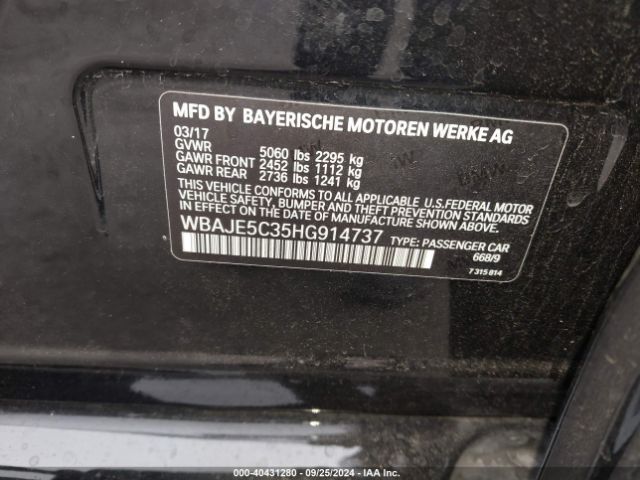 MFD BY BAYERISCHE MOTOREN WERKE AG
03/17
GVWR 5060 lbs 2295 kg
GAWR FRONT 2452 lbs 1112 kg
GAWR REAR 2736 lbs 1241 kg
THIS VEHICLE CONFORMS TO ALL APPLICABLE U.S.FEDERAL MOTOR
VEHICLE SAFETY, BUMPER AND THEFT PREVENTION STANDARDS
IN EFFECT ON THE DATE OF MANUFACTURE SHOWN ABOVE.
WBAJE5C35HG914737 TYPE: PASSENGER CAR
668/9
7 315 814
000-40431280 - 09/25/2024 - IAA Inc.